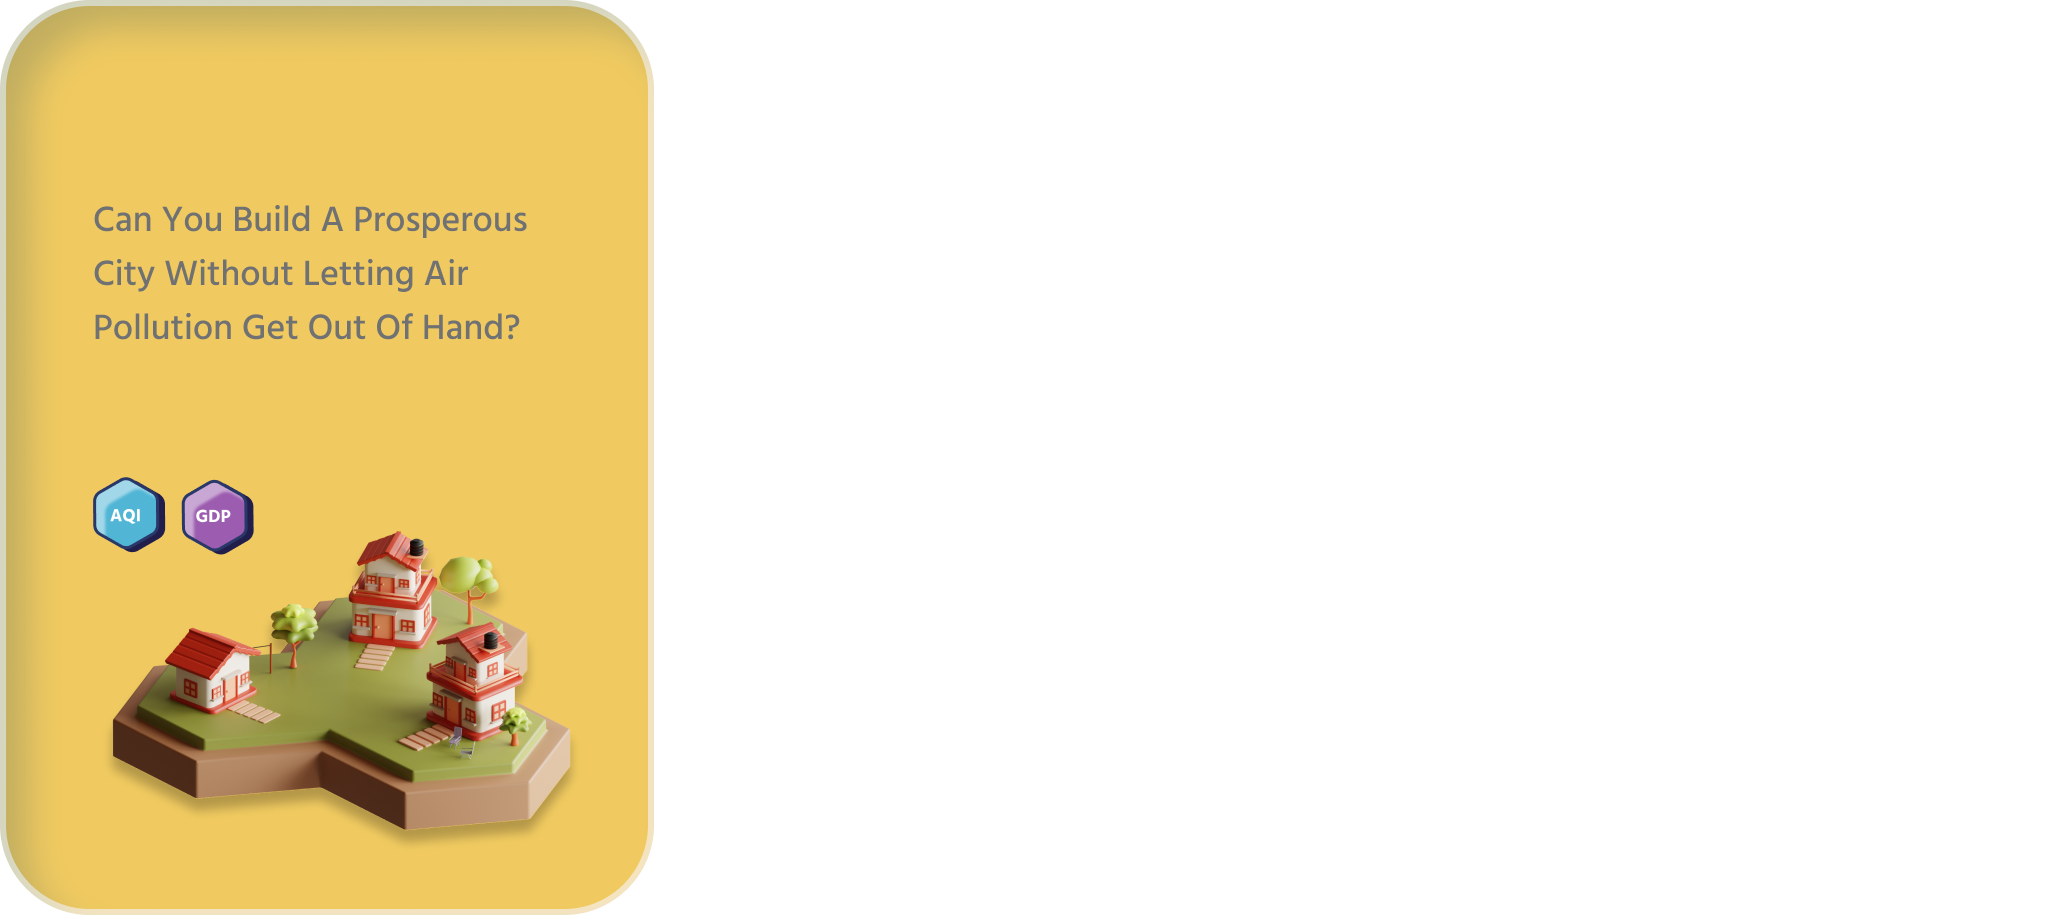 Can You Build A Prosperous
City Without Letting Air
Pollution Get Out Of Hand?
AQI GDP